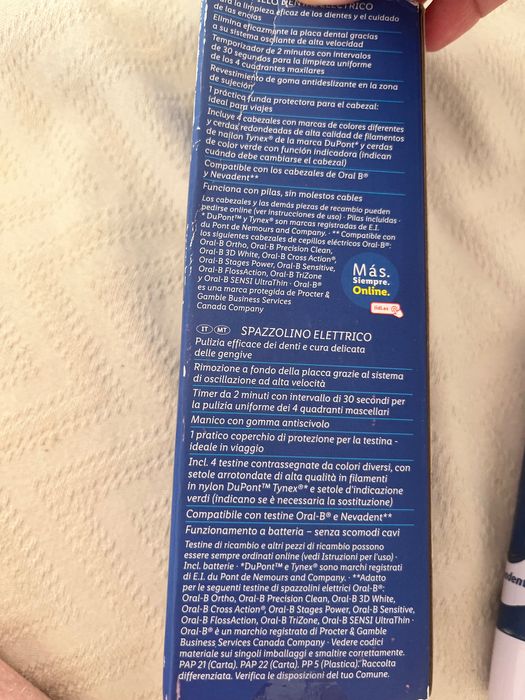 LLO DENTAL ELÉCTRICO
la limpieza eficaz de los dientes y el cuidado
de las encías
Elimina eficazmente la placa dental gracias
a su sistema oscilante de alta velocidad
Temporizador de 2 minutos con intervalos
de 30 segundos para la limpieza uniforme
de los 4 cuadrantes maxilares
Revestimiento de goma antideslizante en la zona
de sujeción
1 práctica funda protectora para el cabezal:
ideal para viajes
Incluye 4 cabezales con marcas de colores diferentes
y cerdas redondeadas de alta calidad de filamentos
de nailon Tynex® de la marca DuPont* y cerdas
de color verde con función indicadora (indican
cuándo debe cambiarse el cabezal)
Compatible con los cabezales de Oral B®
y Nevadent**
Funciona con pilas, sin molestos cables
Los cabezales y las demás piezas de recambio pueden
pedirse online (ver instrucciones de uso) · Pilas incluidas ·
* DuPont™ y Tynex® son marcas registradas de E.I.
du Pont de Nemours and Company. · ** Compatible con
los siguientes cabezales de cepillos eléctricos Oral-B®:
Oral-B Ortho, Oral-B Precision Clean,
Oral-B 3D White, Oral-B Cross Action®,
Oral-B Stages Power, Oral-B Sensitive,
Oral-B FlossAction, Oral-B TriZone
y Oral-B SENSI UltraThin · Oral-B®
es una marca protegida de Procter &
Gamble Business Services
Canada Company
Más.
Siempre.
Online.
lidl.es
IT MT SPAZZOLINO ELETTRICO
Pulizia efficace dei denti e cura delicata
delle gengive
Rimozione a fondo della placca grazie al sistema
di oscillazione ad alta velocità
Timer da 2 minuti con intervallo di 30 secondi per
la pulizia uniforme dei 4 quadranti mascellari
Manico con gomma antiscivolo
1 pratico coperchio di protezione per la testina -
ideale in viaggio
Incl. 4 testine contrassegnate da colori diversi, con
setole arrotondate di alta qualità in filamenti
in nylon DuPont™ Tynex®* e setole d'indicazione
verdi (indicano se è necessaria la sostituzione)
Compatibile con testine Oral-B® e Nevadent**
Funzionamento a batteria – senza scomodi cavi
Testine di ricambio e altri pezzi di ricambio possono
essere sempre ordinati online (vedi Istruzioni per l'uso) ·
Incl. batterie · *DuPont™ e Tynex® sono marchi registrati
di E.I. du Pont de Nemours and Company. · **Adatto
per le seguenti testine di spazzolini elettrici Oral-B®:
Oral-B Ortho, Oral-B Precision Clean, Oral-B 3D White,
Oral-B Cross Action®, Oral-B Stages Power, Oral-B Sensitive,
Oral-B FlossAction, Oral-B TriZone, Oral-B SENSI UltraThin ·
Oral-B® è un marchio registrato di Procter & Gamble
Business Services Canada Company · Vedere codici
materiale sui singoli imballaggi e smaltire correttamente.
PAP 21 (Carta). PAP 22 (Carta). PP 5 (Plastica). Raccolta
differenziata. Verifica le disposizioni del tuo Comune.